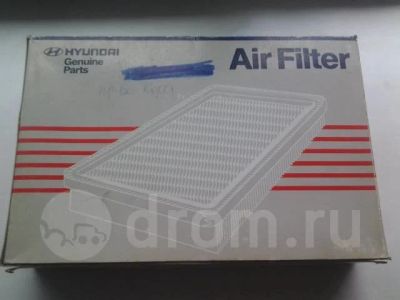 HYUNDAI
Genuine
Parts
Air Filter
drom.ru